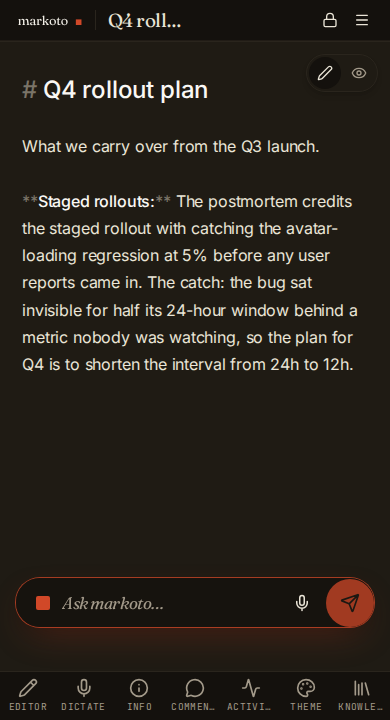 markoto
Q4 roll...
# Q4 rollout plan
What we carry over from the Q3 launch.
**Staged rollouts:** The postmortem credits
the staged rollout with catching the avatar-
loading regression at 5% before any user
reports came in. The catch: the bug sat
invisible for half its 24-hour window behind a
metric nobody was watching, so the plan for
Q4 is to shorten the interval from 24h to 12h.
Ask markoto...
EDITOR DICTATE INFO COMMEN... ACTIVI... THEME KNOWLE...